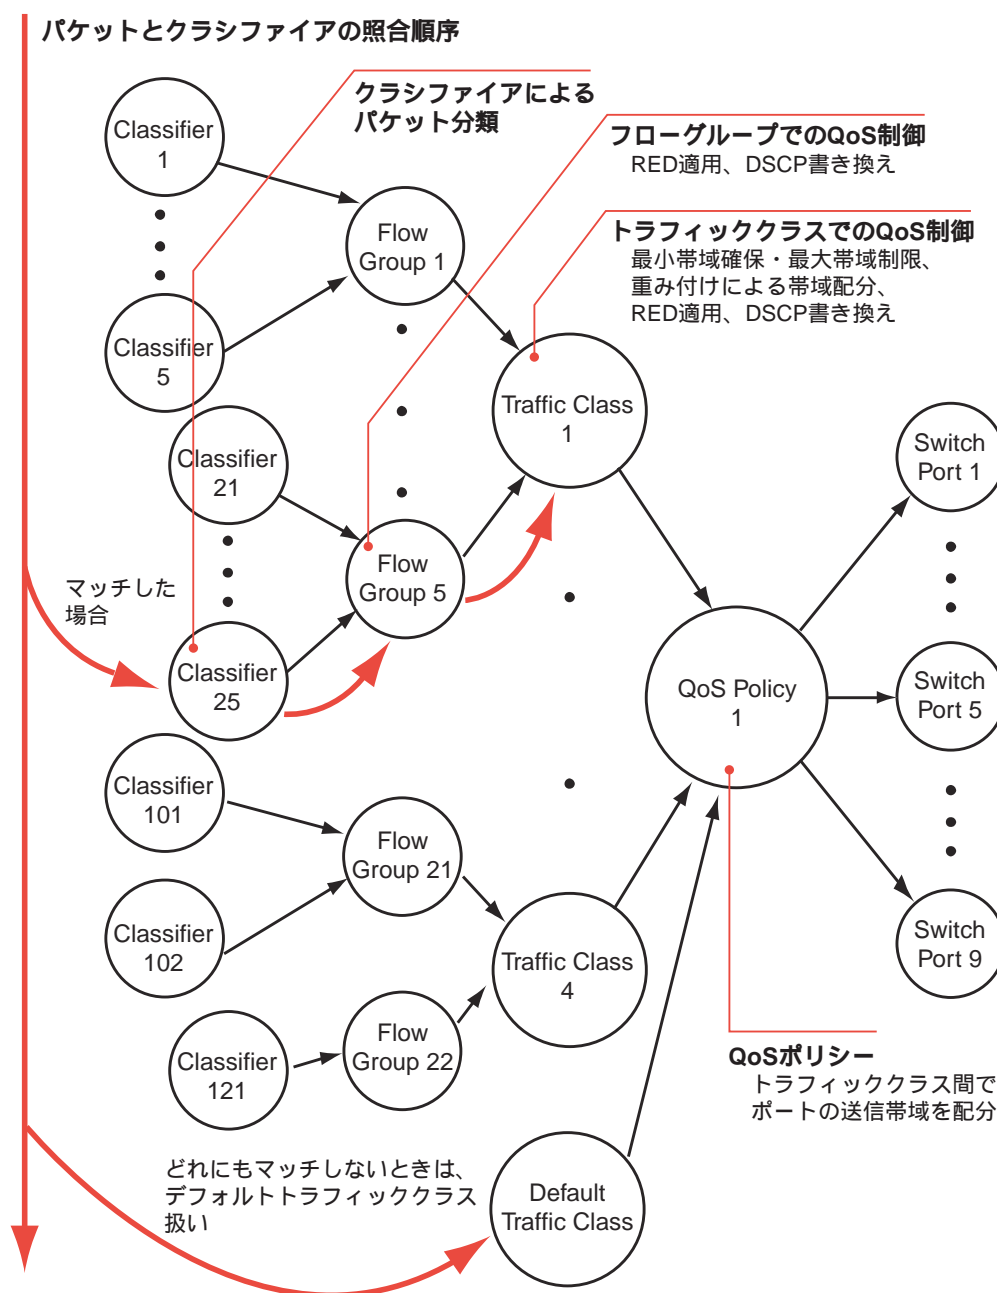 パケットとクラシファイアの照合順序
クラシファイアによる
パケット分類
フローグループでのQoS制御
RED適用、DSCP書き換え
トラフィッククラスでのQoS制御
最小帯域確保・最大帯域制限、
重み付けによる帯域配分、
RED適用、DSCP書き換え
Classifier
1
Flow
Group 1
Classifier
5
Traffic Class
1
Classifier
21
Switch
Port 1
Flow
Group 5
マッチした
場合
Classifier
25
QoS Policy
1
Switch
Port 5
Classifier
101
Flow
Group 21
Classifier
102
Traffic Class
4
Switch
Port 9
Flow
Group 22
Classifier
121
QoSポリシー
トラフィッククラス間で
ポートの送信帯域を配分
どれにもマッチしないときは、
デフォルトトラフィッククラス
扱い
Default
Traffic Class